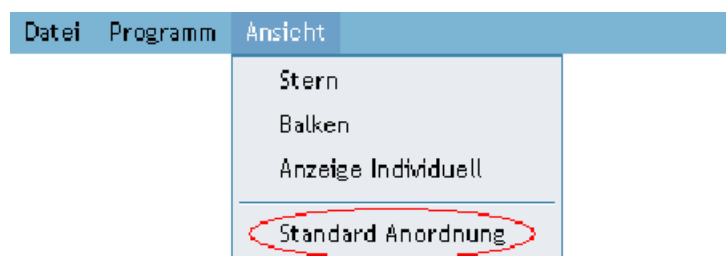 Datei Programm Ansicht
Stern
Balken
Anzeige Individuell
Standard Anordnung